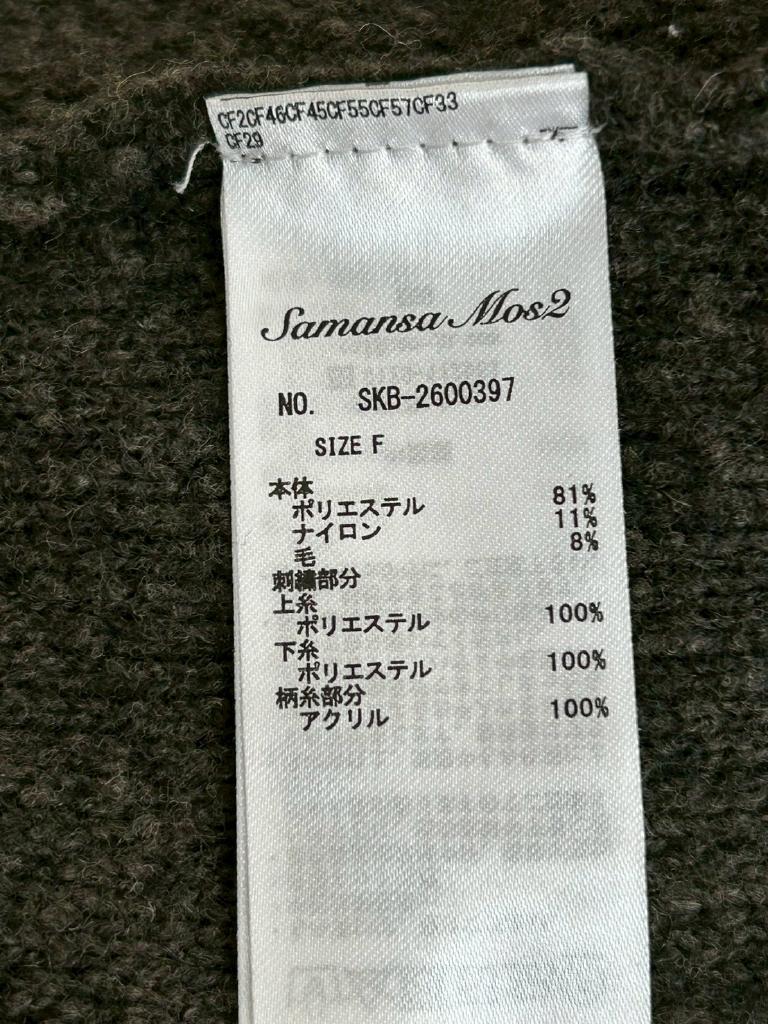 CF2CF46CF45CF55CF57CF33
CF29
Samansa Mos2
NO. SKB-2600397
SIZE F
本体
ポリエステル 81%
ナイロン 11%
毛 8%
刺繍部分
上糸
ポリエステル 100%
下糸
ポリエステル 100%
柄糸部分
アクリル 100%